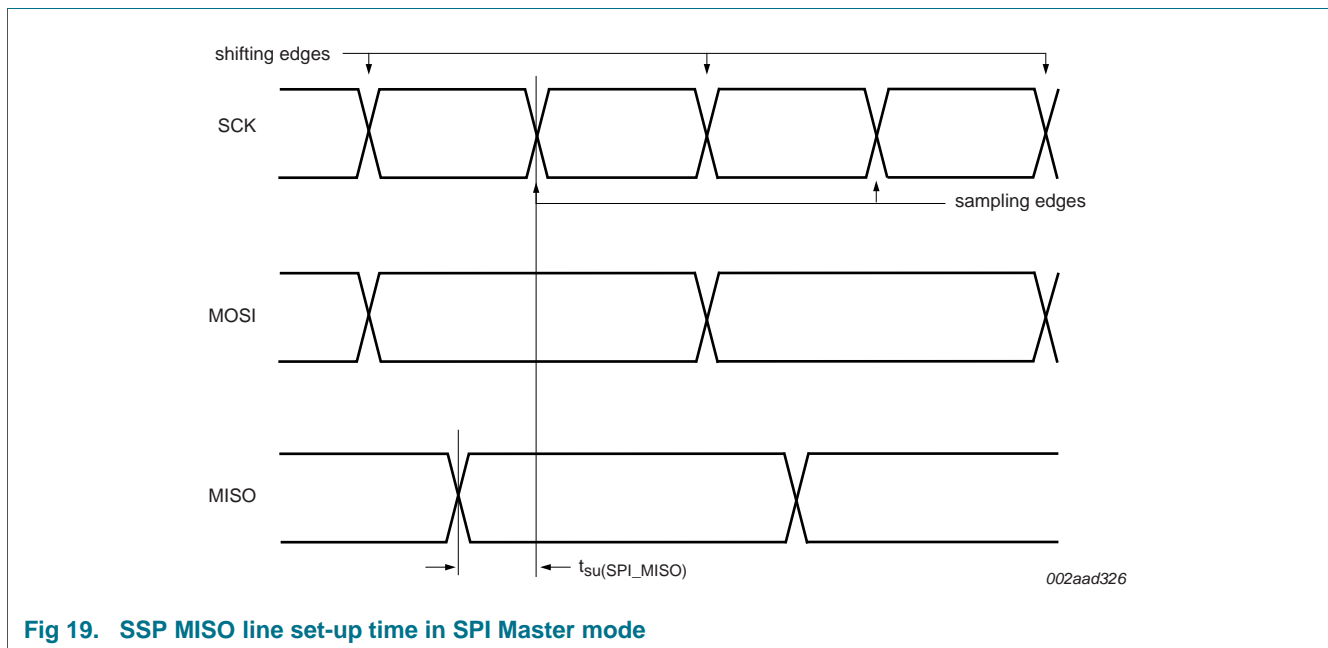 shifting edges
SCK
sampling edges
MOSI
MISO
tsu(SPI_MISO)
002aad326
Fig 19. SSP MISO line set-up time in SPI Master mode